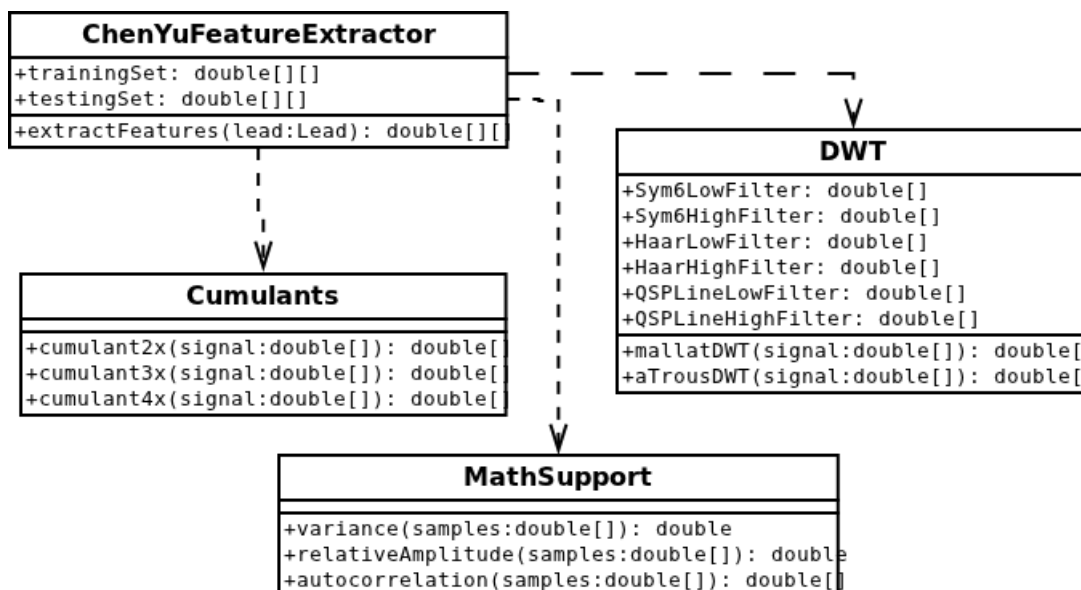 ChenYuFeatureExtractor
+trainingSet: double[][]
+testingSet: double[][]
+extractFeatures(lead:Lead): double[][]
DWT
+Sym6LowFilter: double[]
+Sym6HighFilter: double[]
+HaarLowFilter: double[]
+HaarHighFilter: double[]
+QSPLineLowFilter: double[]
+QSPLineHighFilter: double[]
+mallatDWT(signal:double[]): double[
+aTrousDWT(signal:double[]): double[
Cumulants
+cumulant2x(signal:double[]): double[]
+cumulant3x(signal:double[]): double[]
+cumulant4x(signal:double[]): double[]
MathSupport
+variance(samples:double[]): double
+relativeAmplitude(samples:double[]): double
+autocorrelation(samples:double[]): double[]